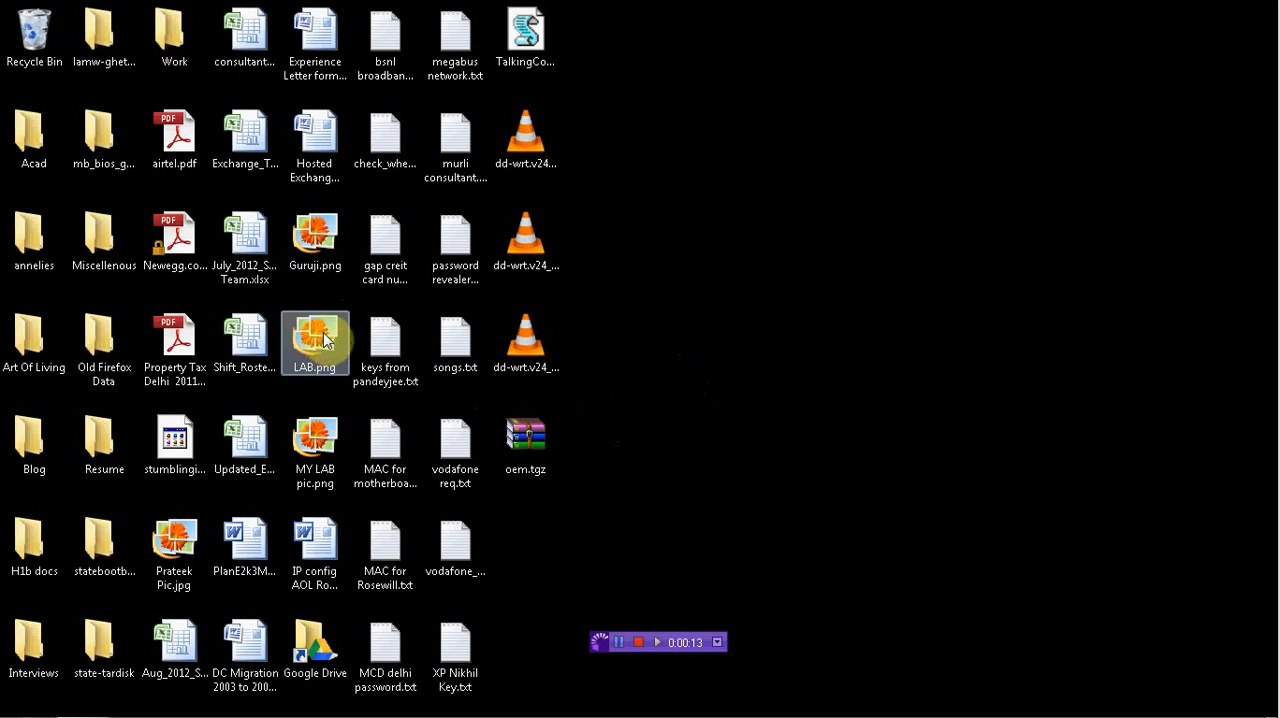 Recycle Bin
lamw-ghet...
Work
consultant...
Experience
Letter form...
bsnl
broadban...
megabus
network.txt
TalkingCo...
Acad
mb_bios_g...
PDF
airtel.pdf
Exchange_T...
Hosted
Exchang...
check_whe...
murli
consultant....
dd-wrt.v24...
annelies
Miscellenous
PDF
Newegg.co...
July_2012_S...
Team.xlsx
Guruji.png
gap creit
card nu...
password
revealer...
dd-wrt.v24_...
Art Of Living
Old Firefox
Data
PDF
Property Tax
Delhi 2011...
Shift_Roste...
LAB.png
keys from
pandeyjee.txt
songs.txt
dd-wrt.v24_...
Blog
Resume
stumblingi...
Updated_E...
MY LAB
pic.png
MAC for
motherboa...
vodafone
req.txt
oem.tgz
H1b docs
statebootb...
Prateek
Pic.jpg
PlanE2k3M...
IP config
AOL Ro...
MAC for
Rosewill.txt
vodafone_...
Interviews
state-tardisk
Aug_2012_S...
DC Migration
2003 to 200...
Google Drive
MCD delhi
password.txt
XP Nikhil
Key.txt
0:00:13